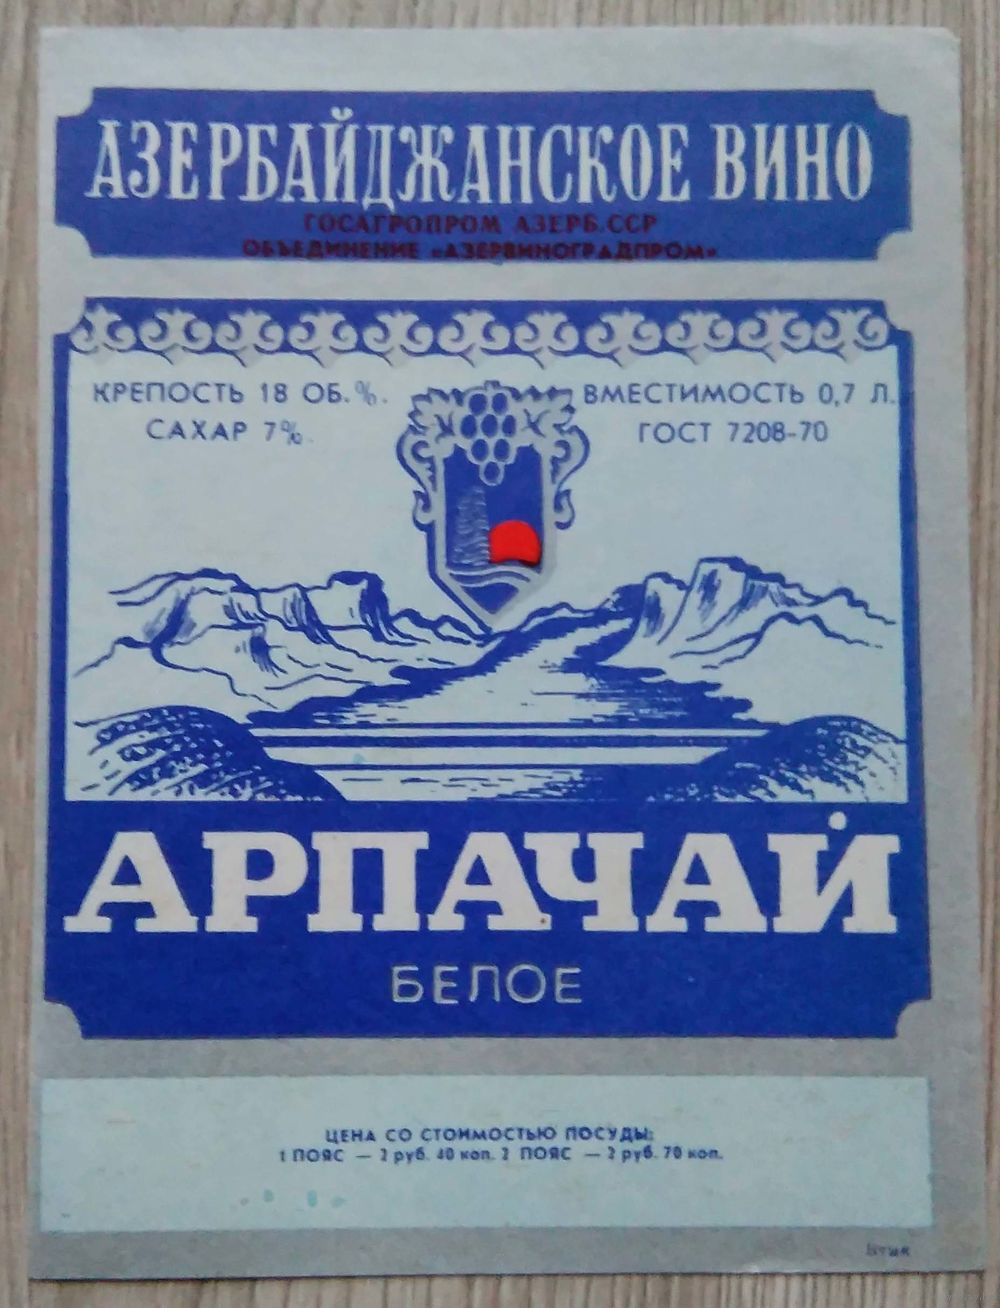 АЗЕРБАЙДЖАНСКОЕ ВИНО
ГОСАГРОПРОМ АЗЕРБ.ССР
ОБЪЕДИНЕНИЕ «АЗЕРВИНОГРАДПРОМ»
КРЕПОСТЬ 18 ОБ.%.
САХАР 7%.
ВМЕСТИМОСТЬ 0,7 Л.
ГОСТ 7208-70
АРПАЧАЙ
БЕЛОЕ
ЦЕНА СО СТОИМОСТЬЮ ПОСУДЫ:
1 ПОЯС — 2 руб. 40 коп. 2 ПОЯС — 2 руб. 70 коп.